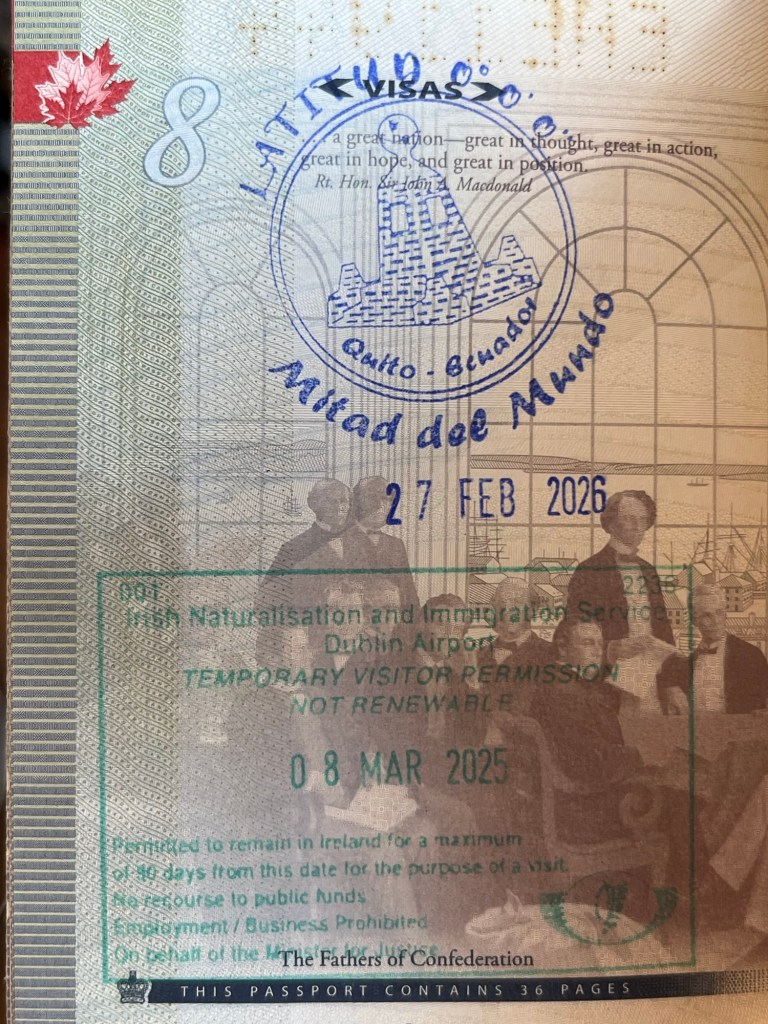 8
VISAS
LATITUD 0° 0' 0"
... a great nation—great in thought, great in action,
great in hope, and great in position.
Rt. Hon. Sir John A. Macdonald
Quito - Ecuador
Mitad del Mundo
27 FEB 2026
001
Irish Naturalisation and Immigration Service
Dublin Airport
TEMPORARY VISITOR PERMISSION
NOT RENEWABLE
08 MAR 2025
Permitted to remain in Ireland for a maximum
of 90 days from this date for the purpose of a visit.
No recourse to public funds
Employment / Business Prohibited
On behalf of the Minister for Justice
The Fathers of Confederation
THIS PASSPORT CONTAINS 36 PAGES